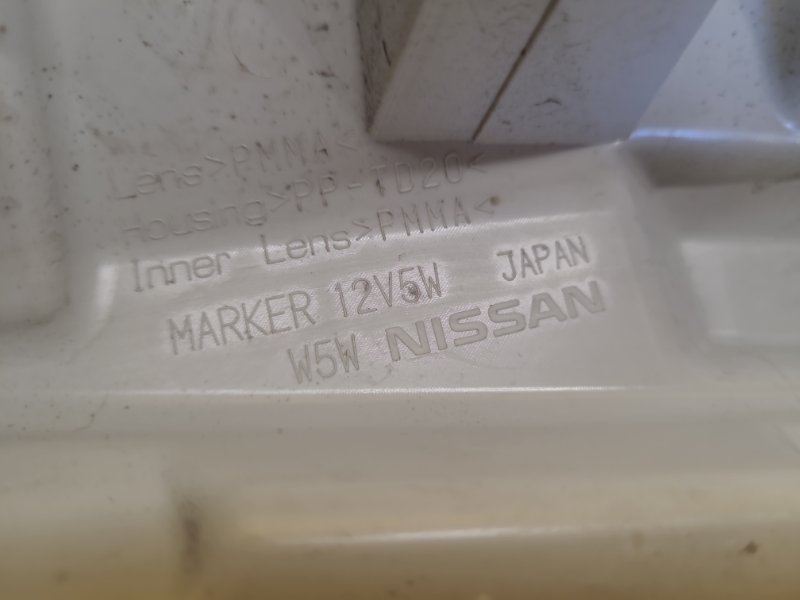 Lens>PMMA<
Housing>PP-TD20<
Inner Lens>PMMA<
MARKER 12V5W JAPAN
W5W NISSAN